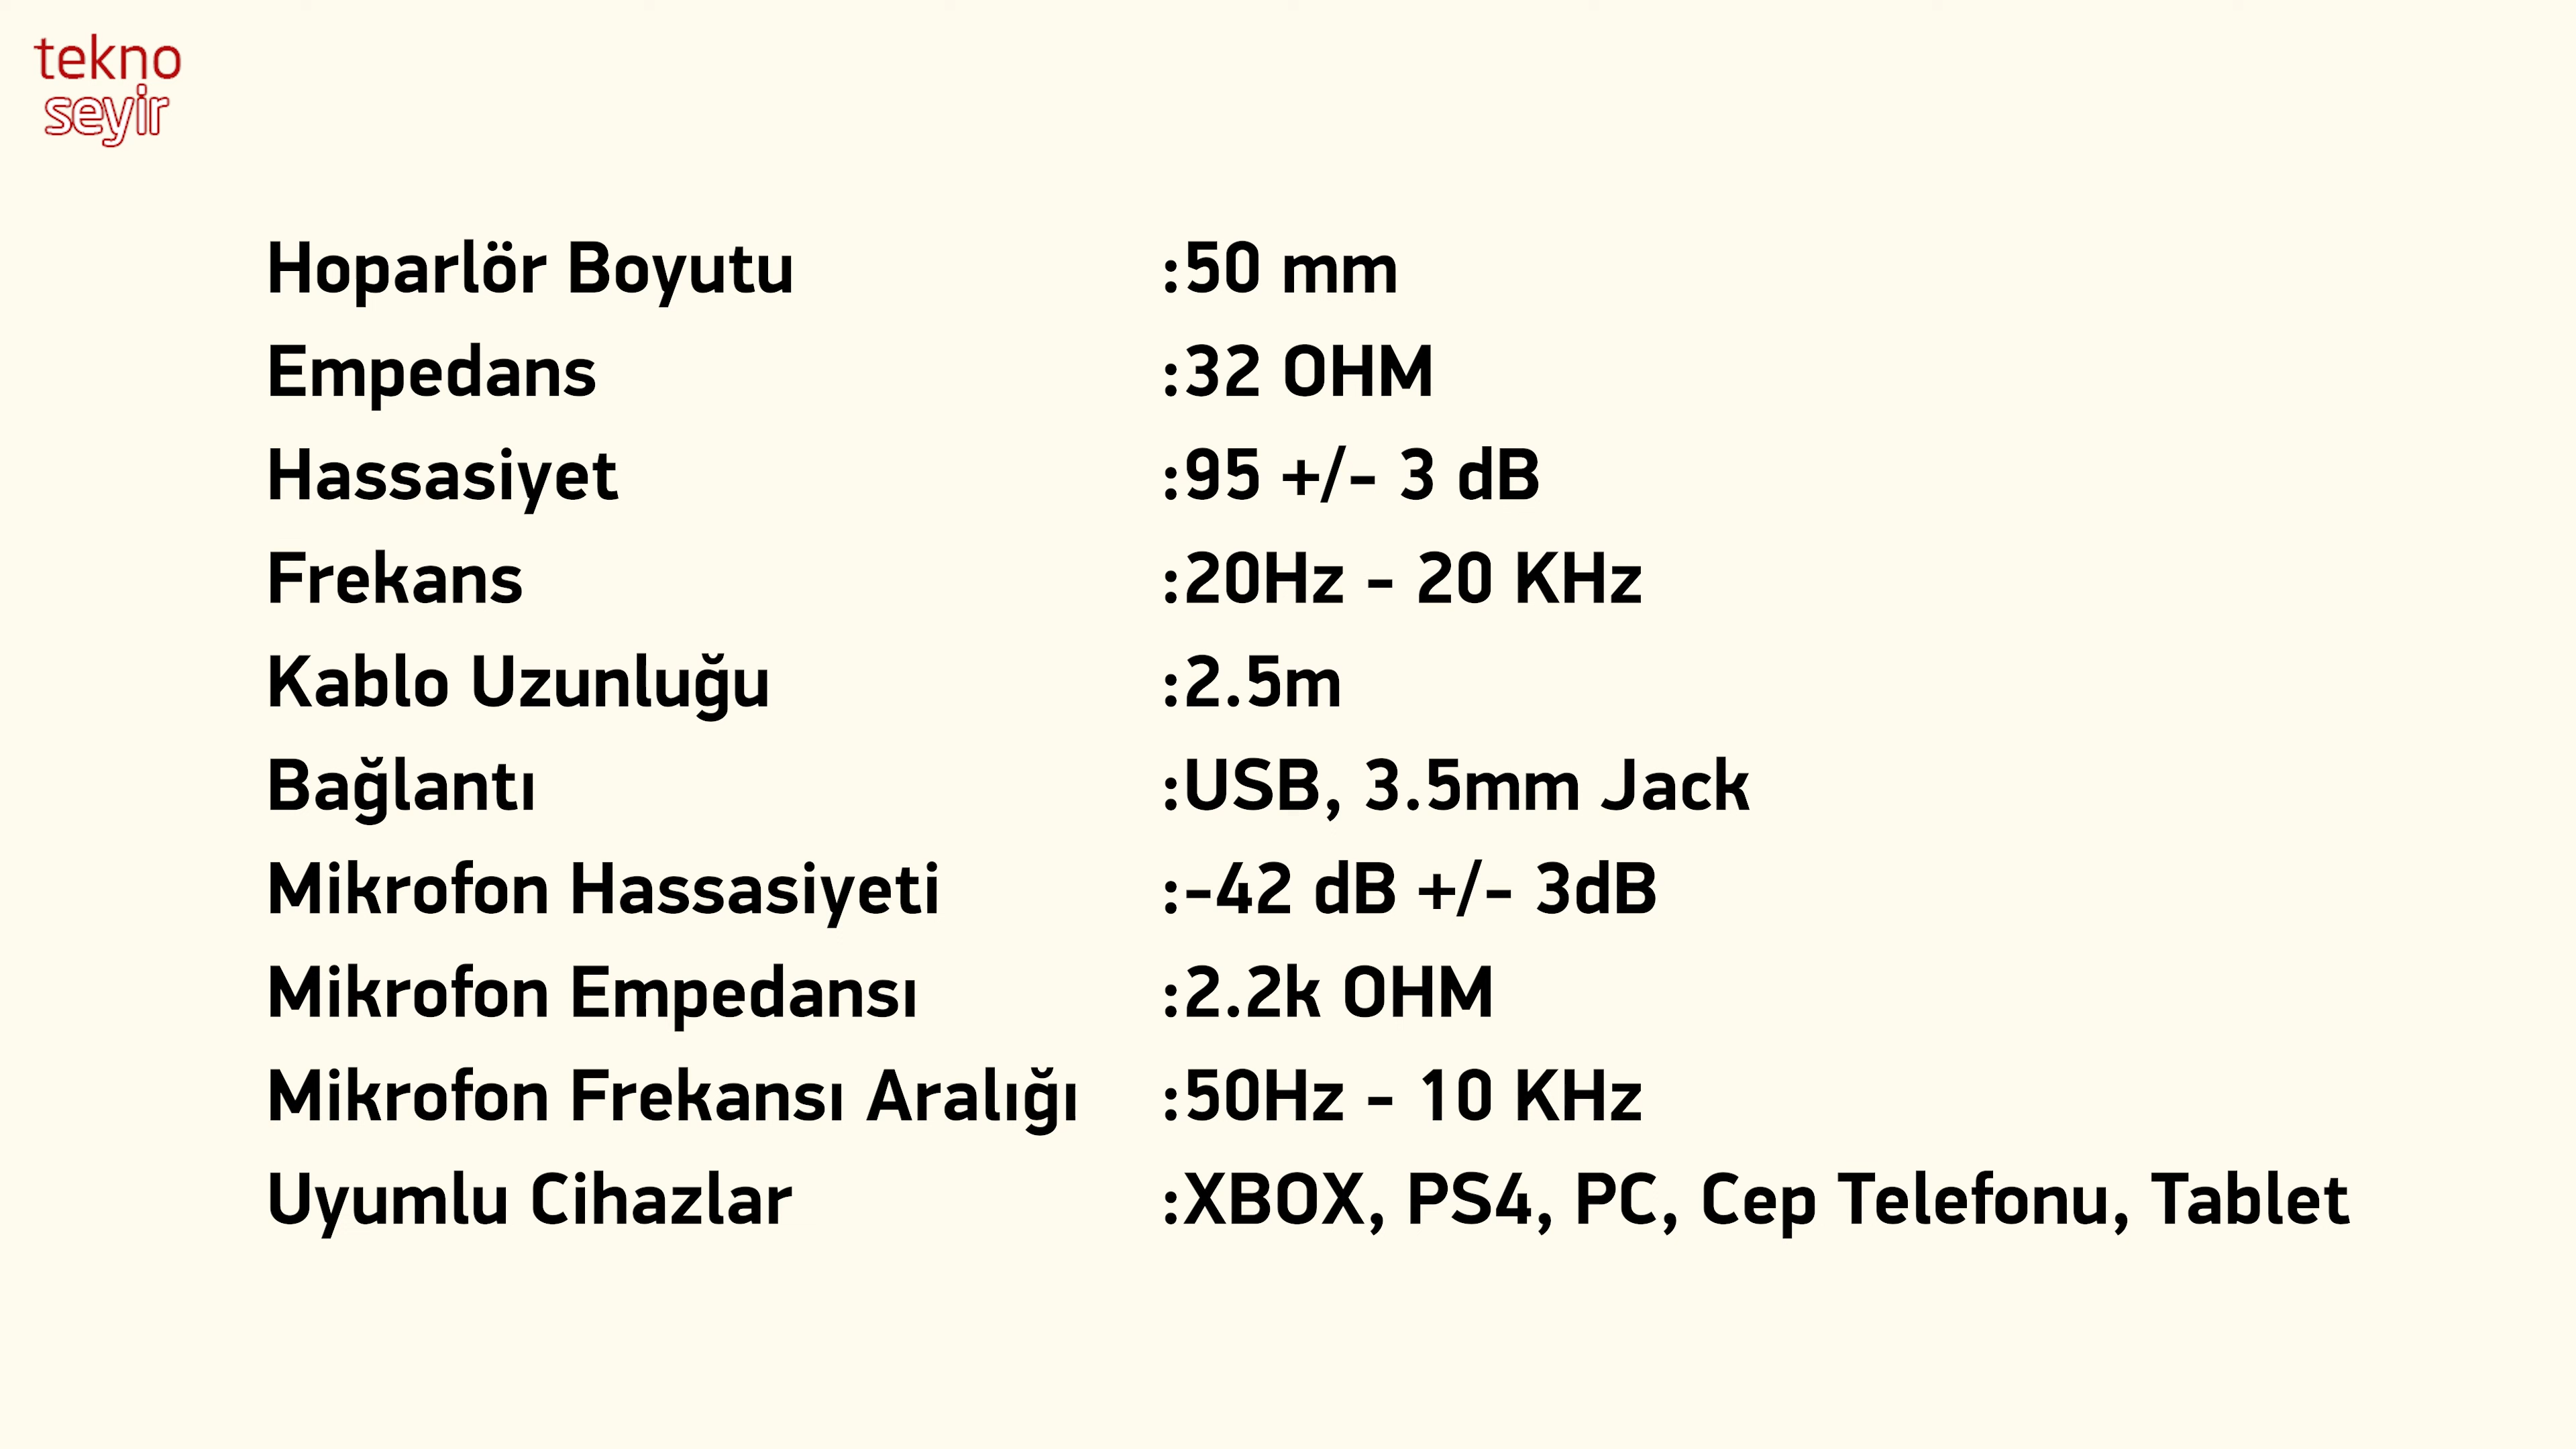 tekno
seyir
Hoparlör Boyutu :50 mm
Empedans :32 OHM
Hassasiyet :95 +/- 3 dB
Frekans :20Hz - 20 KHz
Kablo Uzunluğu :2.5m
Bağlantı :USB, 3.5mm Jack
Mikrofon Hassasiyeti :-42 dB +/- 3dB
Mikrofon Empedansı :2.2k OHM
Mikrofon Frekansı Aralığı :50Hz - 10 KHz
Uyumlu Cihazlar :XBOX, PS4, PC, Cep Telefonu, Tablet